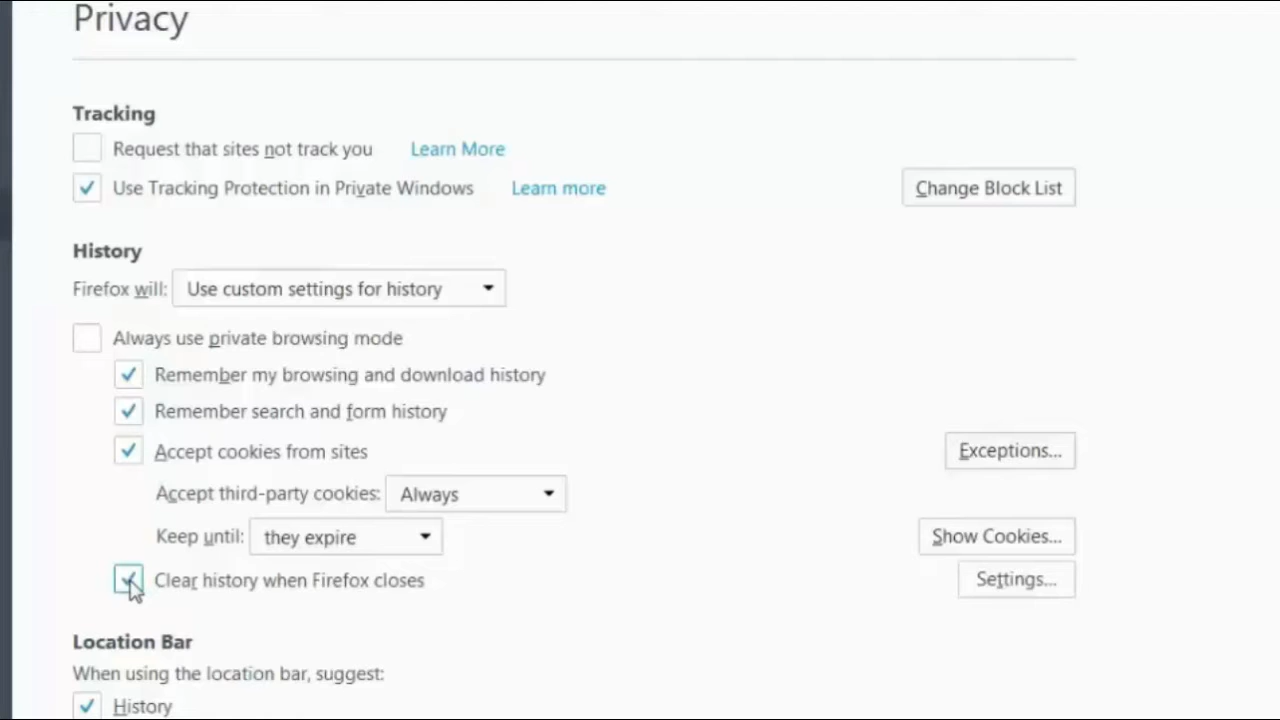 Privacy
Tracking
Request that sites not track you Learn More
Use Tracking Protection in Private Windows Learn more Change Block List
History
Firefox will: Use custom settings for history
Always use private browsing mode
Remember my browsing and download history
Remember search and form history
Accept cookies from sites Exceptions...
Accept third-party cookies: Always
Keep until: they expire Show Cookies...
Clear history when Firefox closes Settings...
Location Bar
When using the location bar, suggest:
History